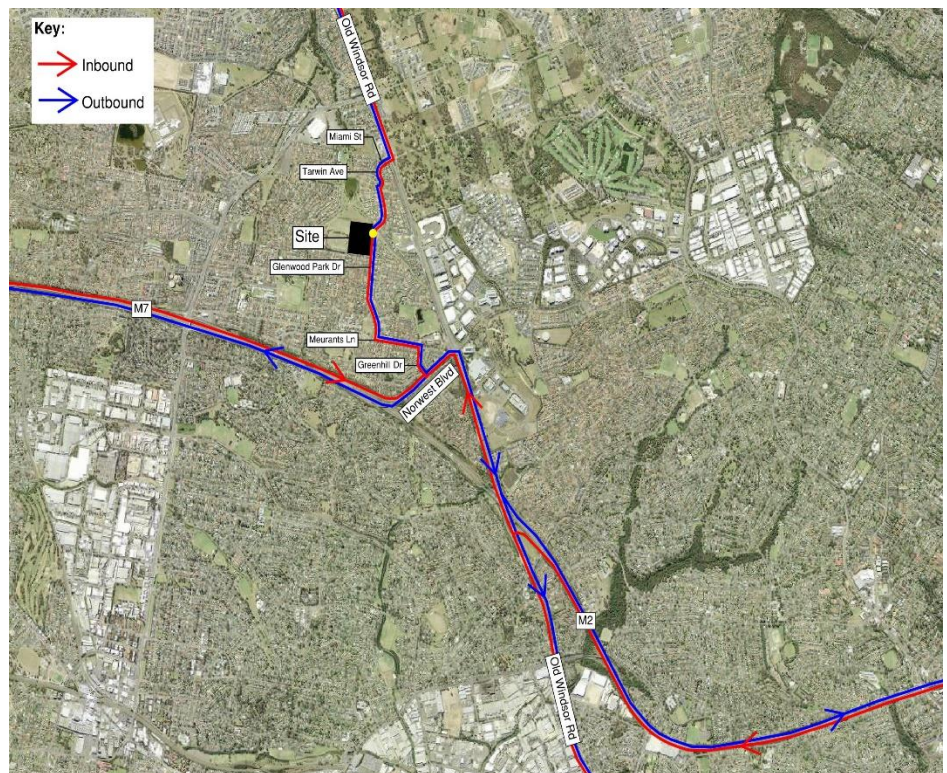 Key:
Inbound
Outbound
Old Windsor Rd
Miami St
Tarwin Ave
Site
Glenwood Park Dr
M7
Meurants Ln
Greenhill Dr
Norwest Blvd
M2
Old Windsor Rd